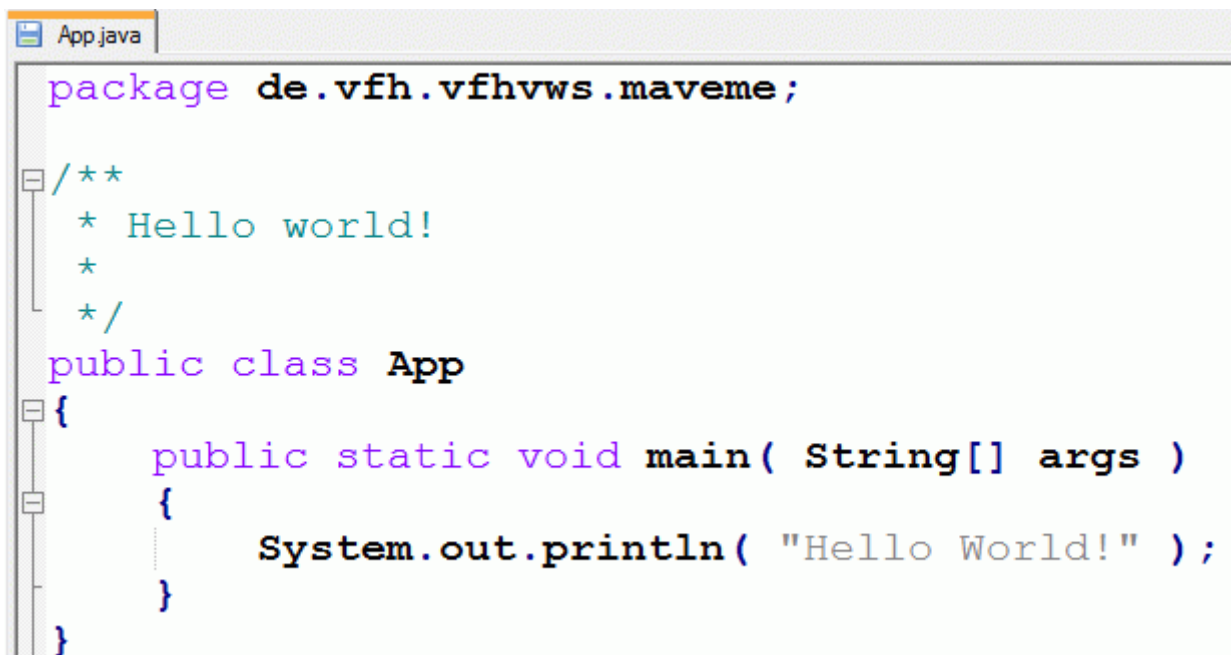 App.java
package de.vfh.vfhvws.maveme;
/**
 * Hello world!
 *
 */
public class App
{
    public static void main( String[] args )
    {
        System.out.println( "Hello World!" );
    }
}